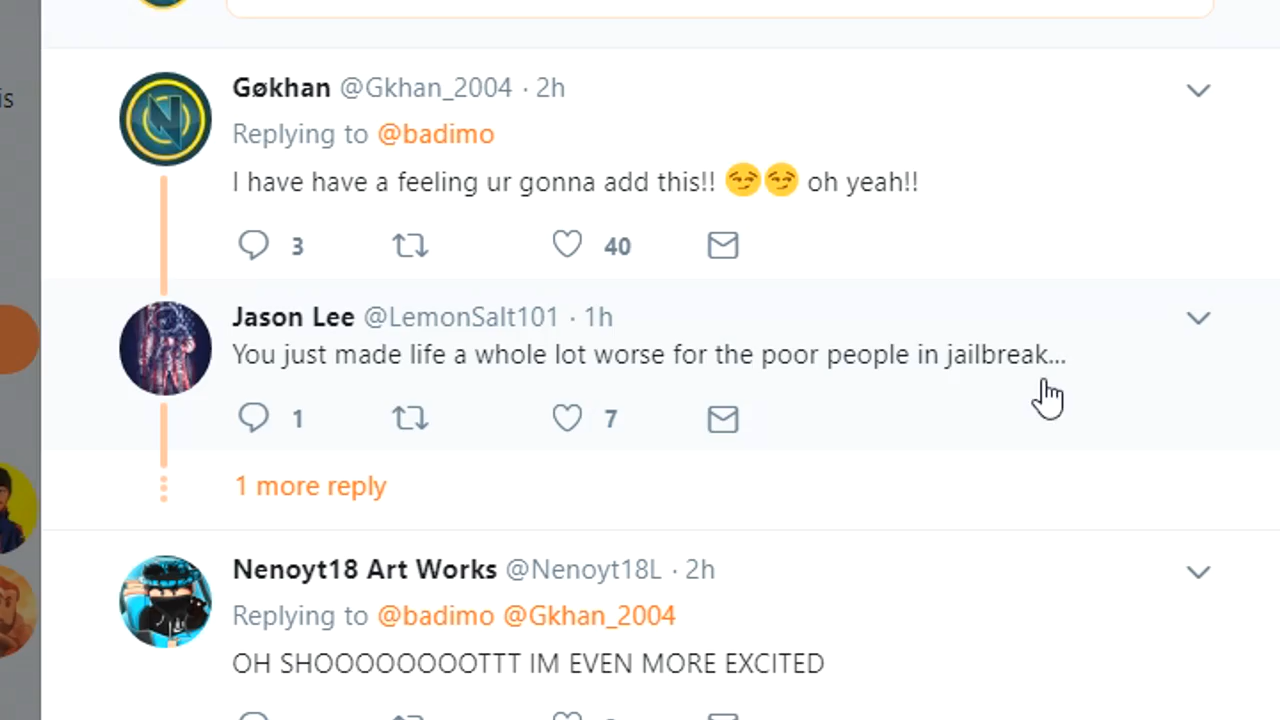 is
Gøkhan @Gkhan_2004 · 2h
Replying to @badimo
I have have a feeling ur gonna add this!! 😏😏 oh yeah!!
3 40
Jason Lee @LemonSalt101 · 1h
You just made life a whole lot worse for the poor people in jailbreak...
1 7
1 more reply
Nenoyt18 Art Works @Nenoyt18L · 2h
Replying to @badimo @Gkhan_2004
OH SHOOOOOOOOTTT IM EVEN MORE EXCITED